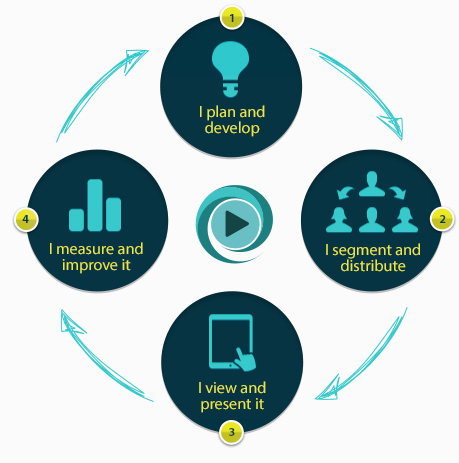 1
I plan and
develop
2
I segment and
distribute
3
I view and
present it
4
I measure and
improve it